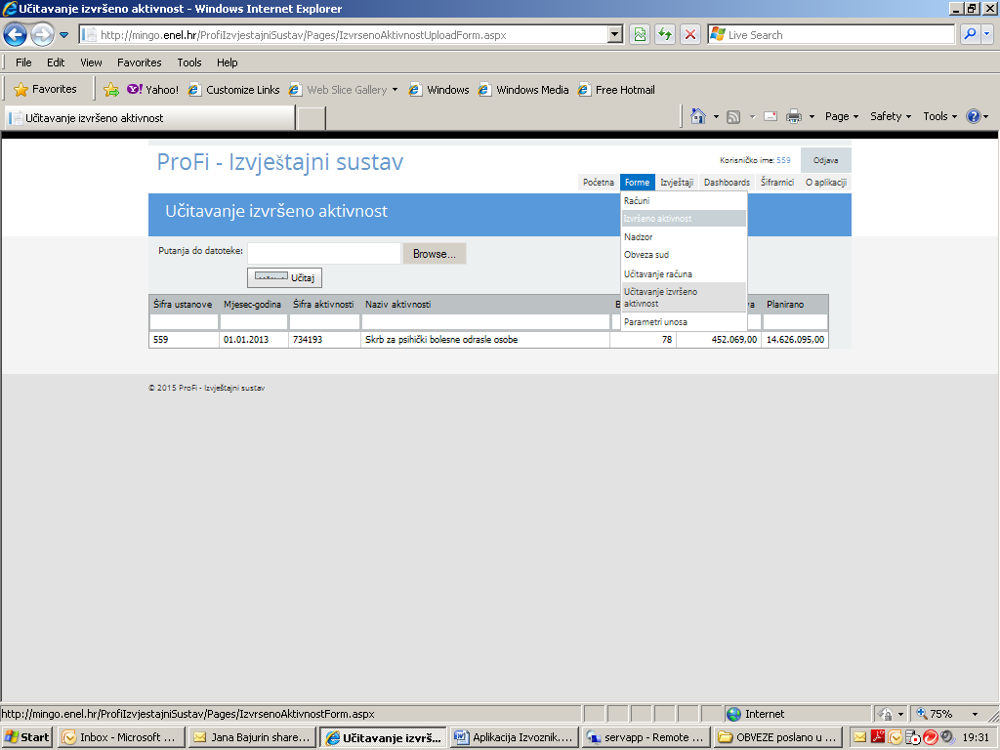 Učitavanje izvršeno aktivnost - Windows Internet Explorer
http://mingo.enel.hr/ProfiIzvjestajniSustav/Pages/IzvrsenoAktivnostUploadForm.aspx
Live Search
File Edit View Favorites Tools Help
Favorites Yahoo! Customize Links Web Slice Gallery Windows Windows Media Free Hotmail
Učitavanje izvršeno aktivnost
Page Safety Tools
ProFi - Izvještajni sustav
Korisničko ime: 559 Odjava
Početna Forme Izvještaji Dashboards Šifrarnici O aplikaciji
Učitavanje izvršeno aktivnost
Računi
Izvršeno aktivnost
Nadzor
Obveza sud
Učitavanje računa
Učitavanje izvršeno
aktivnost
Parametri unosa
Putanja do datoteke: Browse...
Učitaj
Šifra ustanove Mjesec-godina Šifra aktivnosti Naziv aktivnosti Planirano
559 01.01.2013 734193 Skrb za psihički bolesne odrasle osobe 78 452.069,00 14.626.095,00
© 2015 ProFi - Izvještajni sustav
http://mingo.enel.hr/ProfiIzvjestajniSustav/Pages/IzvrsenoAktivnostForm.aspx
Internet 75%
Start Inbox - Microsoft ... Jana Bajurin share... Učitavanje izvrš... Aplikacija Izvoznik.... servapp - Remote ... OBVEZE poslano u ... 19:31